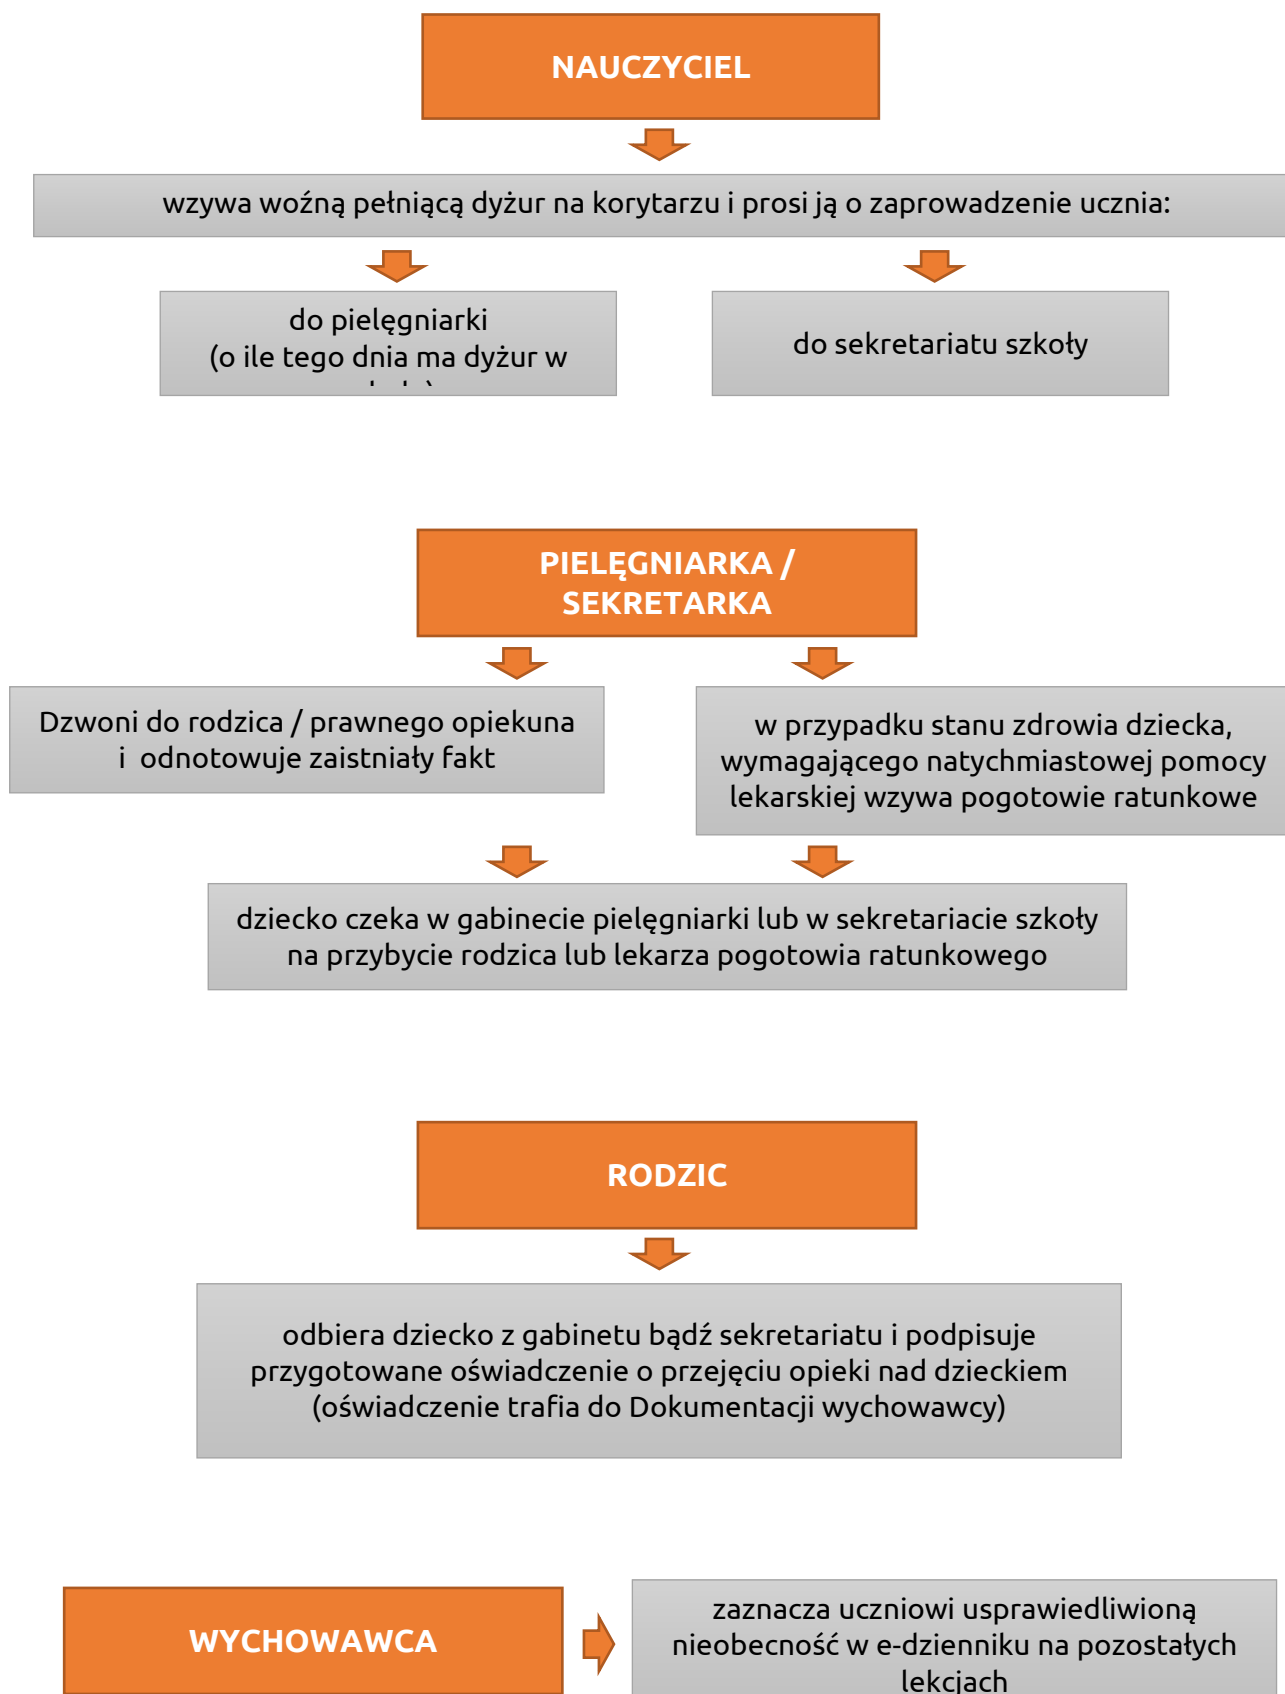 NAUCZYCIEL
wzywa woźną pełniącą dyżur na korytarzu i prosi ją o zaprowadzenie ucznia:
do pielęgniarki
(o ile tego dnia ma dyżur w
do sekretariatu szkoły
PIELĘGNIARKA /
SEKRETARKA
Dzwoni do rodzica / prawnego opiekuna
i odnotowuje zaistniały fakt
w przypadku stanu zdrowia dziecka,
wymagającego natychmiastowej pomocy
lekarskiej wzywa pogotowie ratunkowe
dziecko czeka w gabinecie pielęgniarki lub w sekretariacie szkoły
na przybycie rodzica lub lekarza pogotowia ratunkowego
RODZIC
odbiera dziecko z gabinetu bądź sekretariatu i podpisuje
przygotowane oświadczenie o przejęciu opieki nad dzieckiem
(oświadczenie trafia do Dokumentacji wychowawcy)
WYCHOWAWCA
zaznacza uczniowi usprawiedliwioną
nieobecność w e-dzienniku na pozostałych
lekcjach